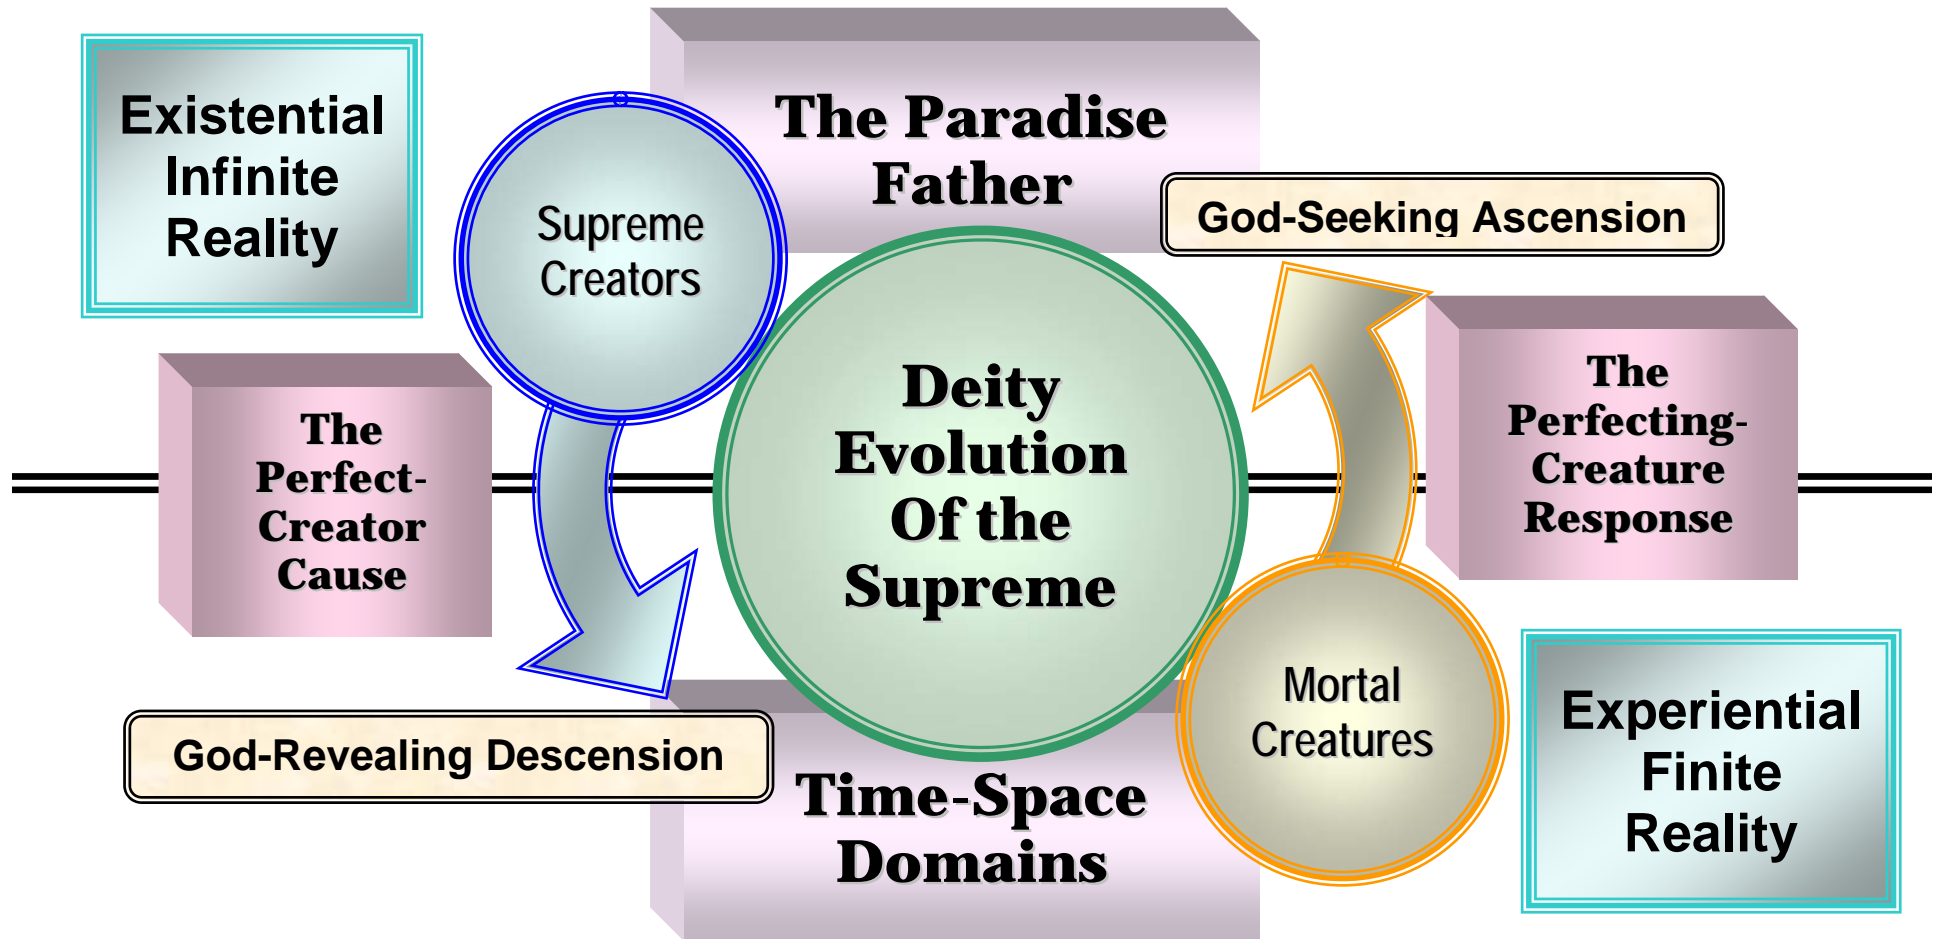 Existential
Infinite
Reality
The Paradise
Father
Supreme
Creators
God-Seeking Ascension
The
Perfect-
Creator
Cause
Deity
Evolution
Of the
Supreme
The
Perfecting-
Creature
Response
God-Revealing Descension
Time-Space
Domains
Mortal
Creatures
Experiential
Finite
Reality